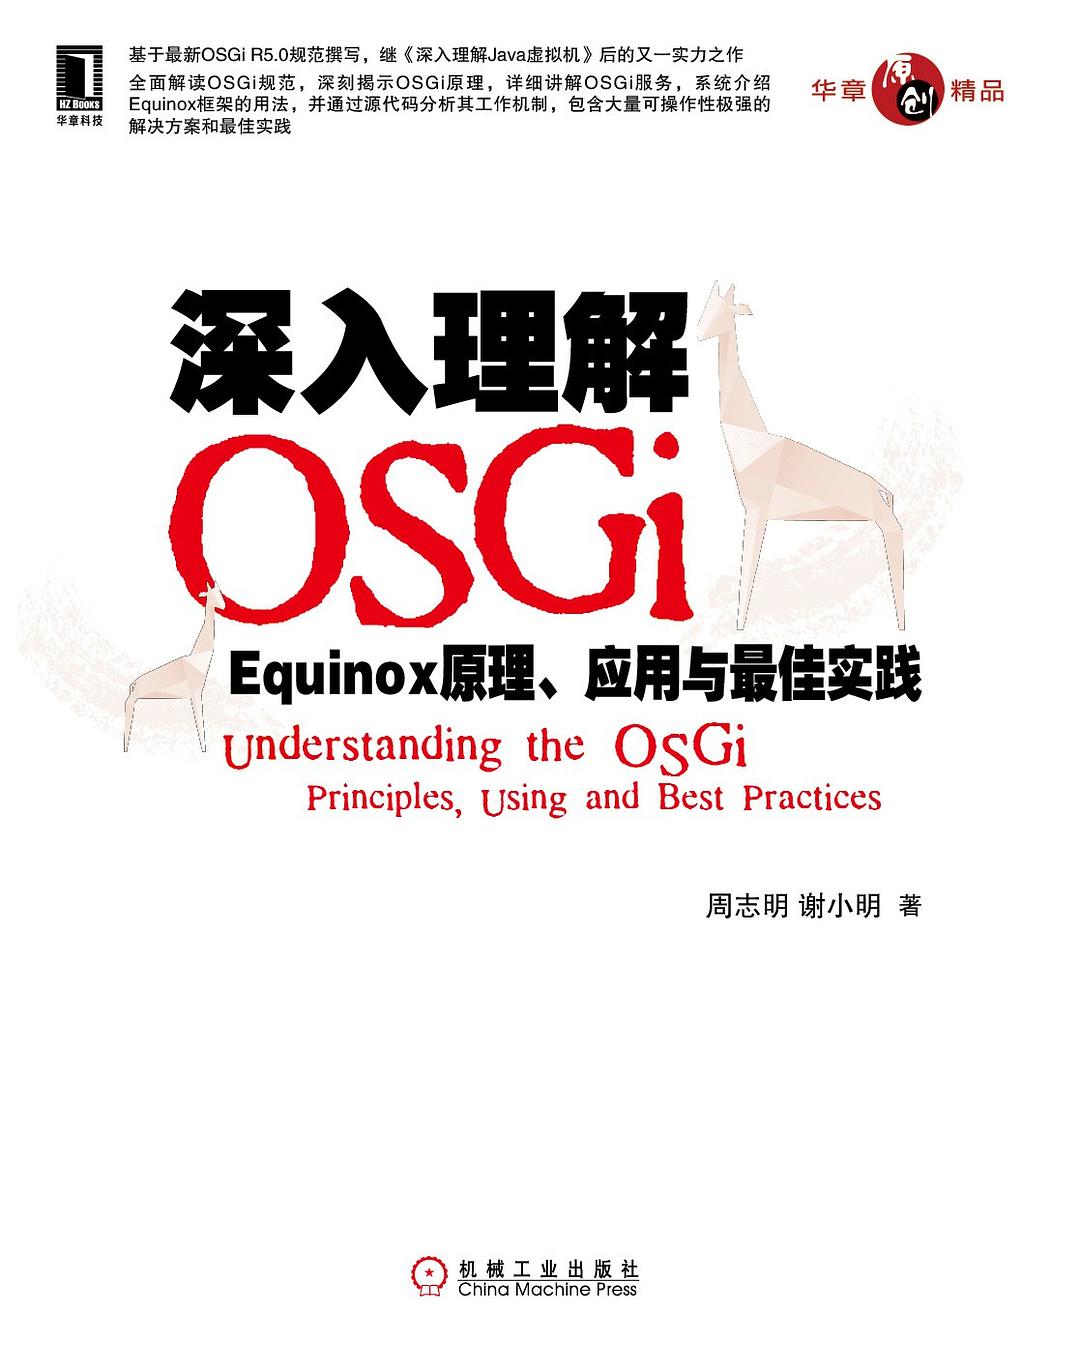 基于最新OSGi R5.0规范撰写，继《深入理解Java虚拟机》后的又一实力之作
全面解读OSGi规范，深刻揭示OSGi原理，详细讲解OSGi服务，系统介绍
Equinox框架的用法，并通过源代码分析其工作机制，包含大量可操作性极强的
解决方案和最佳实践
HZ Books
华章科技
华章原创精品
深入理解
OSGi
Equinox原理、应用与最佳实践
Understanding the OSGi
Principles, Using and Best Practices
周志明 谢小明 著
机械工业出版社
China Machine Press